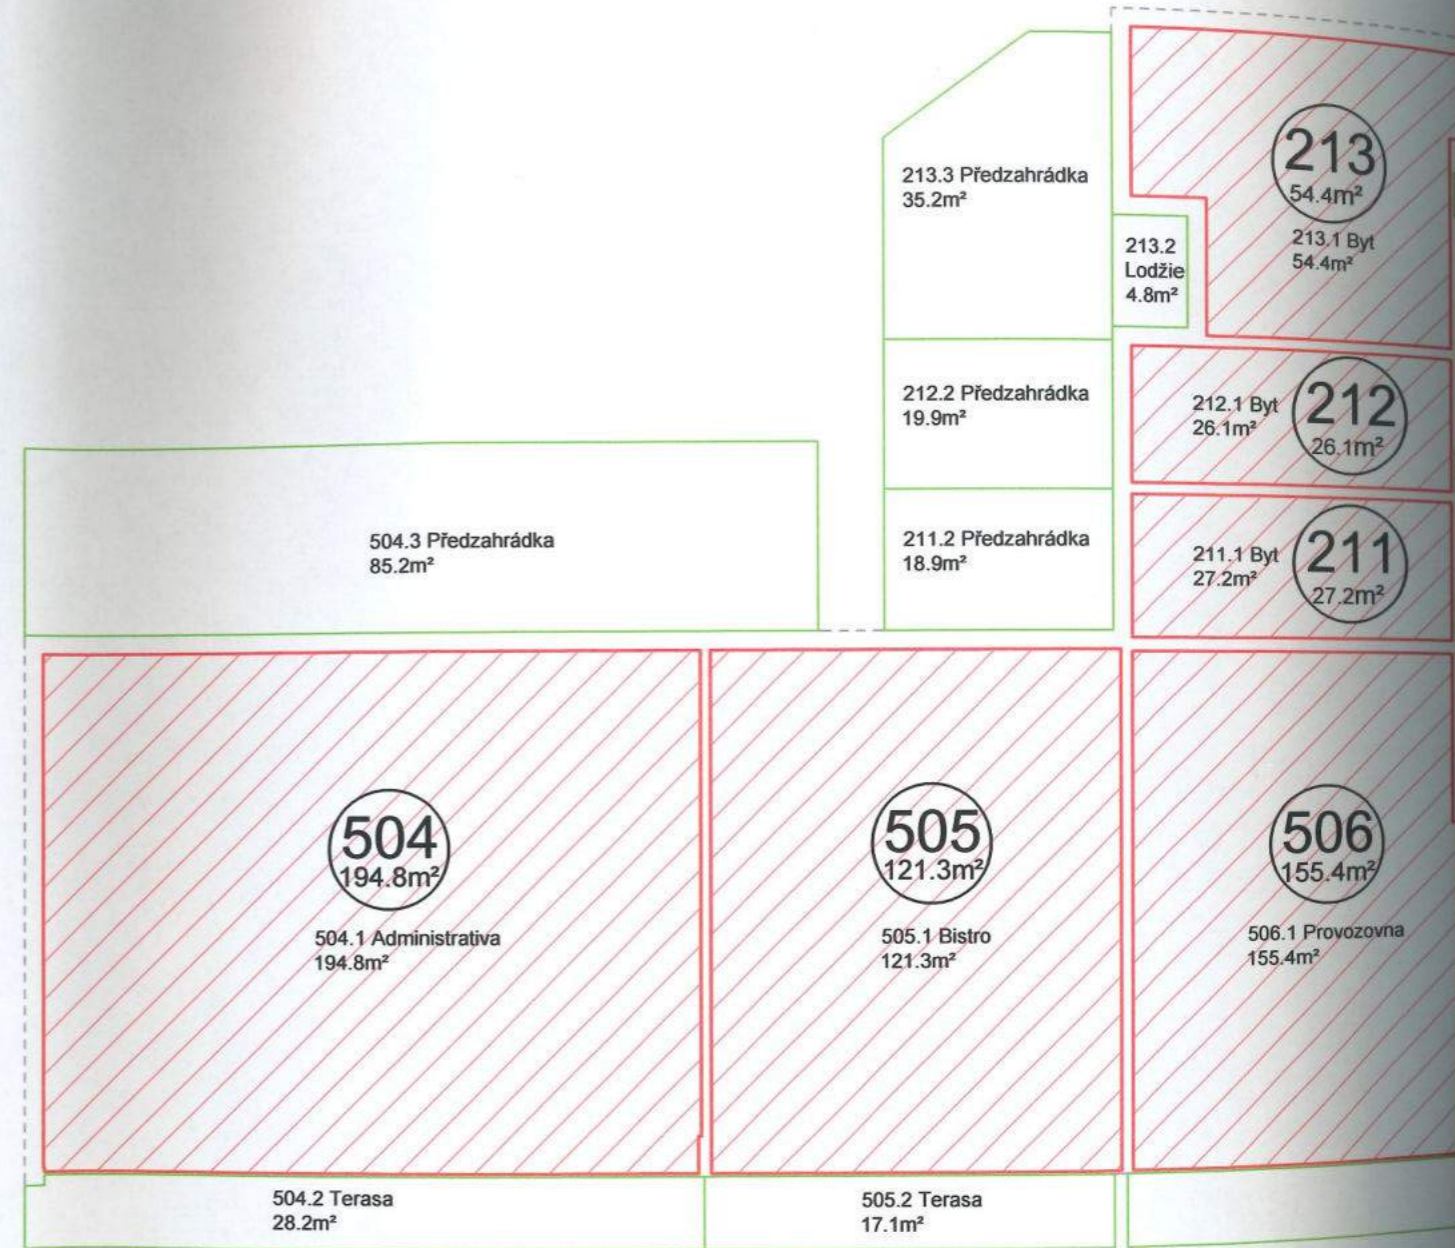 213
54.4m²
213.1 Byt
54.4m²
213.3 Předzahrádka
35.2m²
213.2
Lodžie
4.8m²
212.2 Předzahrádka
19.9m²
212.1 Byt
26.1m²
212
26.1m²
504.3 Předzahrádka
85.2m²
211.2 Předzahrádka
18.9m²
211.1 Byt
27.2m²
211
27.2m²
504
194.8m²
504.1 Administrativa
194.8m²
505
121.3m²
505.1 Bistro
121.3m²
506
155.4m²
506.1 Provozovna
155.4m²
504.2 Terasa
28.2m²
505.2 Terasa
17.1m²